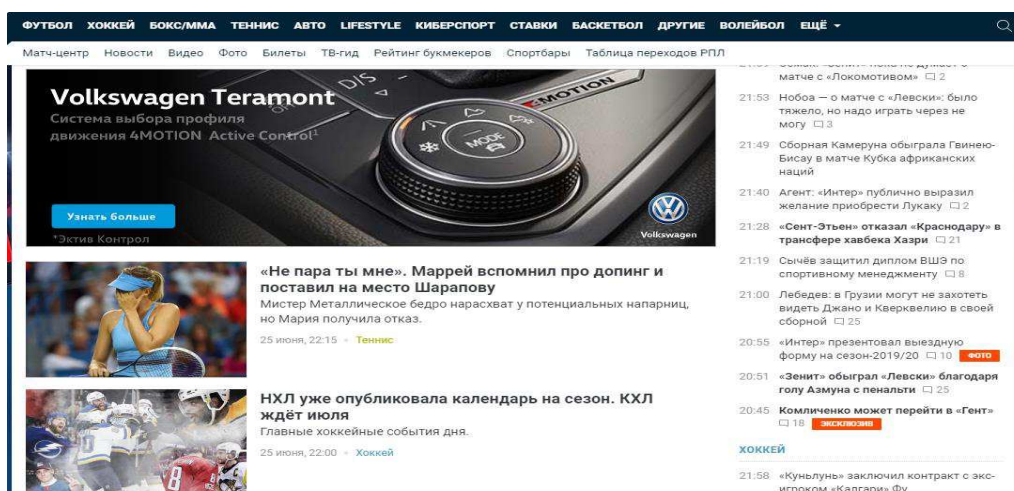 ФУТБОЛ ХОККЕЙ БОКС/ММА ТЕННИС АВТО LIFESTYLE КИБЕРСПОРТ СТАВКИ БАСКЕТБОЛ ДРУГИЕ ВОЛЕЙБОЛ ЕЩЁ
Матч-центр Новости Видео Фото Билеты ТВ-гид Рейтинг букмекеров Спортбары Таблица переходов РПЛ
Volkswagen Teramont
Система выбора профиля
движения 4MOTION Active Control¹
Узнать больше
*Эктив Контрол
D/S
4MOTION
MODE
Volkswagen
«Не пара ты мне». Маррей вспомнил про допинг и
поставил на место Шарапову
Мистер Металлическое бедро нарасхват у потенциальных напарниц,
но Мария получила отказ.
25 июня, 22:15 Теннис
НХЛ уже опубликовала календарь на сезон. КХЛ
ждёт июля
Главные хоккейные события дня.
25 июня, 22:00 Хоккей
матче с «Локомотивом» 2
21:53 Нобоа — о матче с «Левски»: было
тяжело, но надо играть через не
могу 3
21:49 Сборная Камеруна обыграла Гвинею-
Бисау в матче Кубка африканских
наций
21:40 Агент: «Интер» публично выразил
желание приобрести Лукаку 2
21:28 «Сент-Этьен» отказал «Краснодару» в
трансфере хавбека Хазри 21
21:19 Сычёв защитил диплом ВШЭ по
спортивному менеджменту 8
21:00 Лебедев: в Грузии могут не захотеть
видеть Джано и Кверквелию в своей
сборной 25
20:55 «Интер» презентовал выездную
форму на сезон-2019/20 10 ФОТО
20:51 «Зенит» обыграл «Левски» благодаря
голу Азмуна с пенальти 25
20:45 Комличенко может перейти в «Гент»
18 ЭКСКЛЮЗИВ
ХОККЕЙ
21:58 «Куньлунь» заключил контракт с экс-
игроком «Калгари» Фу